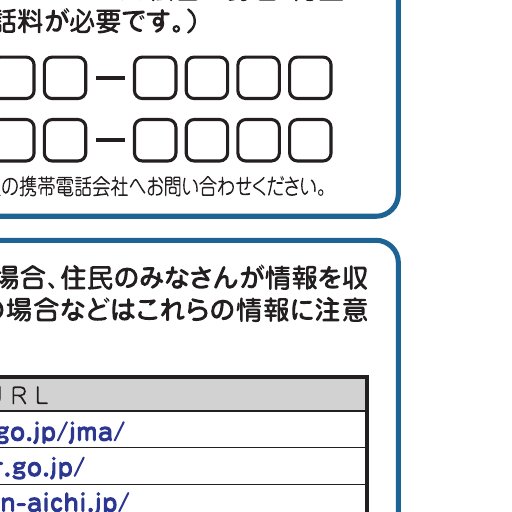 話料が必要です。）
の携帯電話会社へお問い合わせください。
場合、住民のみなさんが情報を収
の場合などはこれらの情報に注意
URL
go.jp/jma/
r.go.jp/
n-aichi.jp/